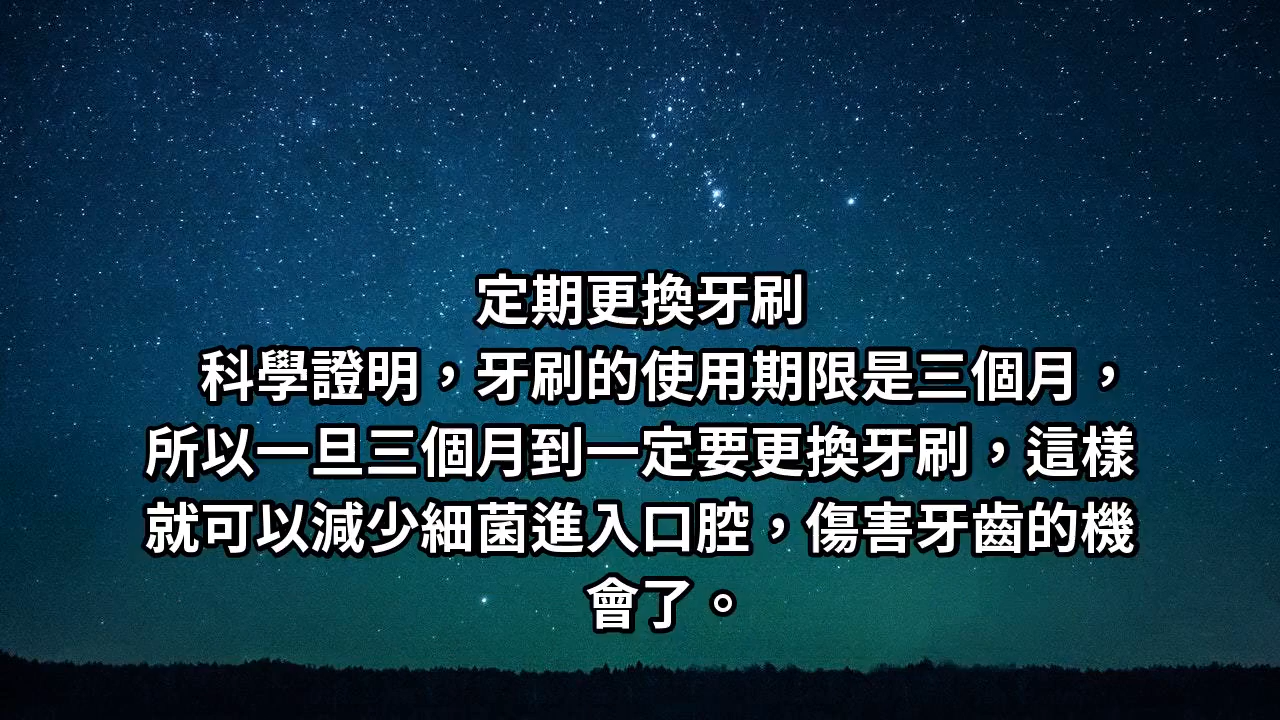 定期更換牙刷
科學證明，牙刷的使用期限是三個月，
所以一旦三個月到一定要更換牙刷，這樣
就可以減少細菌進入口腔，傷害牙齒的機
會了。